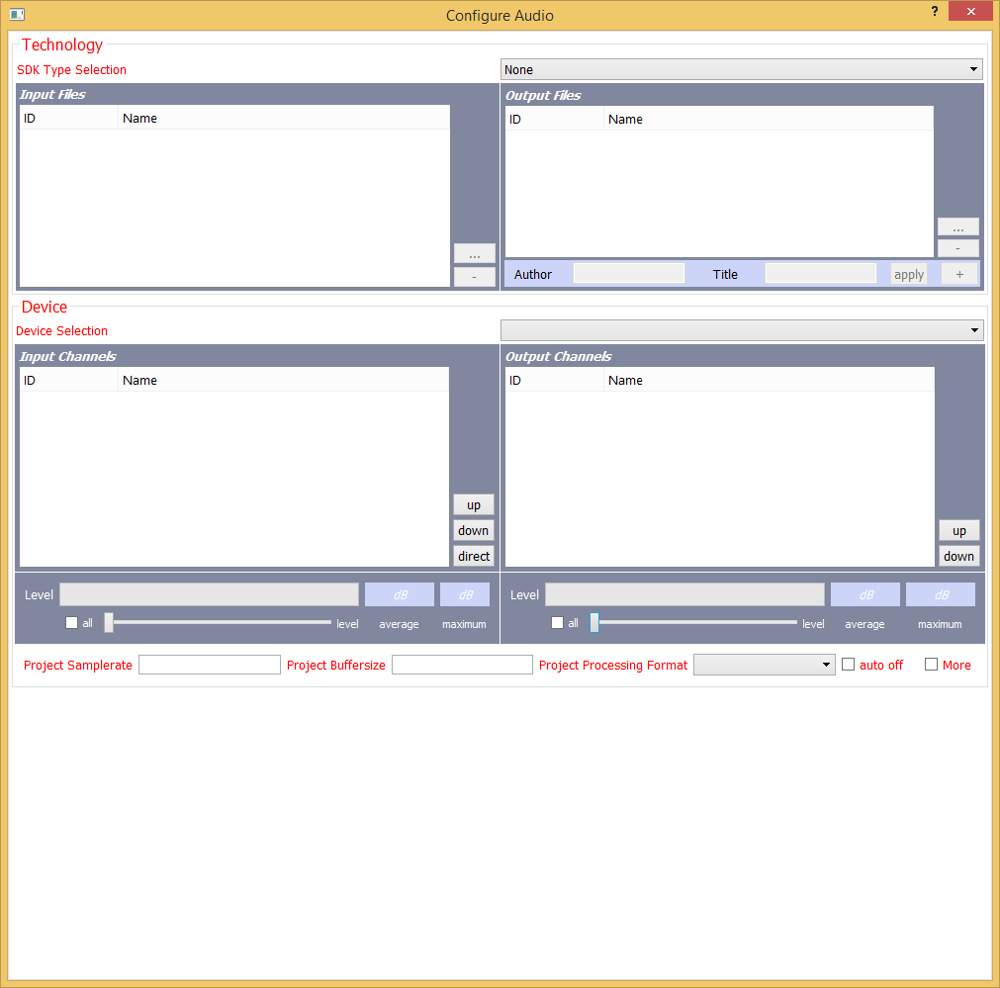 Configure Audio ?
Technology
SDK Type Selection None
Input Files Output Files
ID Name ID Name
...
...
-
-
Author Title apply +
Device
Device Selection
Input Channels Output Channels
ID Name ID Name
up
down up
direct down
Level dB dB Level dB dB
all level average maximum all level average maximum
Project Samplerate Project Buffersize Project Processing Format auto off More